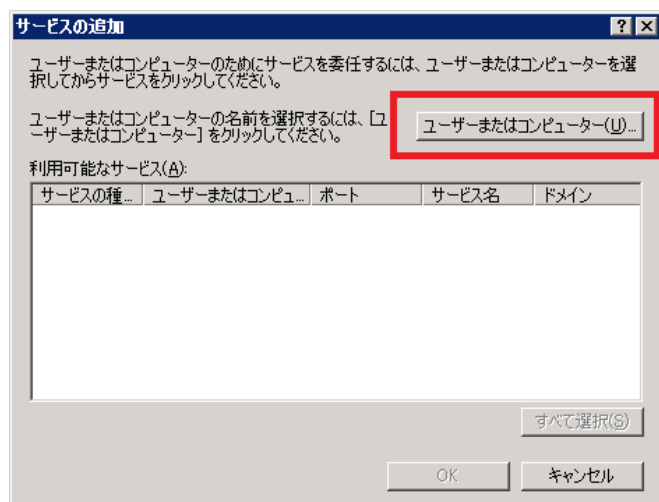 サービスの追加
ユーザーまたはコンピューターのためにサービスを委任するには、ユーザーまたはコンピューターを選
択してからサービスをクリックしてください。
ユーザーまたはコンピューターの名前を選択するには、[ユ
ーザーまたはコンピューター] をクリックしてください。
ユーザーまたはコンピューター(U)...
利用可能なサービス(A):
サービスの種... ユーザーまたはコンピュ... ポート サービス名 ドメイン
すべて選択(S)
OK キャンセル